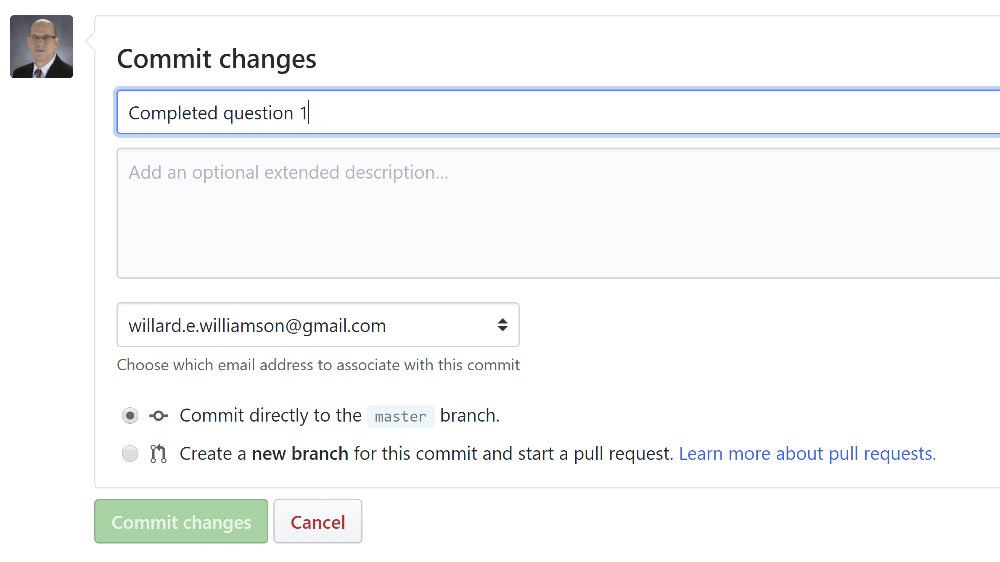 Commit changes
Completed question 1
Add an optional extended description...
willard.e.williamson@gmail.com
Choose which email address to associate with this commit
Commit directly to the master branch.
Create a new branch for this commit and start a pull request. Learn more about pull requests.
Commit changes Cancel